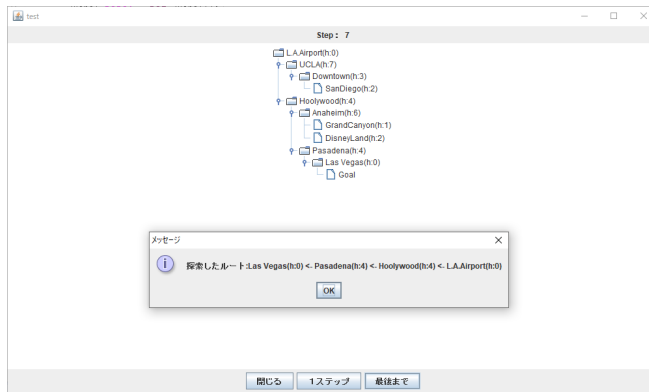 test
Step : 7
L.A.Airport(h:0)
UCLA(h:7)
Downtown(h:3)
SanDiego(h:2)
Hoolywood(h:4)
Anaheim(h:6)
GrandCanyon(h:1)
DisneyLand(h:2)
Pasadena(h:4)
Las Vegas(h:0)
Goal
メッセージ
探索したルート:Las Vegas(h:0) <- Pasadena(h:4) <- Hoolywood(h:4) <- L.A.Airport(h:0)
OK
閉じる 1ステップ 最後まで